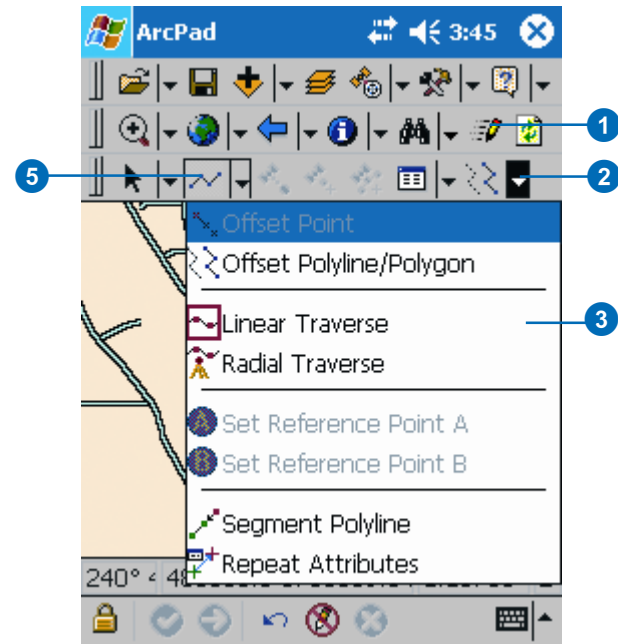 ArcPad 3:45
1
5
2
Offset Point
Offset Polyline/Polygon
Linear Traverse
3
Radial Traverse
A Set Reference Point A
B Set Reference Point B
Segment Polyline
Repeat Attributes
240°